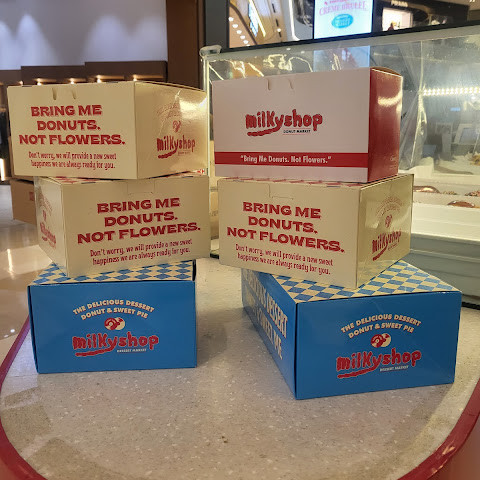 BRING ME
DONUTS.
NOT FLOWERS.
Don't worry, we will provide a new sweet
happiness we are always ready for you.
milkyshop
milkyshop
DONUT MARKET
"Bring Me Donuts. Not Flowers."
BRING ME
DONUTS.
NOT FLOWERS.
Don't worry, we will provide a new sweet
happiness we are always ready for you.
BRING ME
DONUTS.
NOT FLOWERS.
Don't worry, we will provide a new sweet
happiness we are always ready for you.
milkyshop
THE DELICIOUS DESSERT
DONUT & SWEET PIE
milkyshop
DESSERT MARKET
THE DELICIOUS DESSERT
DONUT & SWEET PIE
milkyshop
DESSERT MARKET